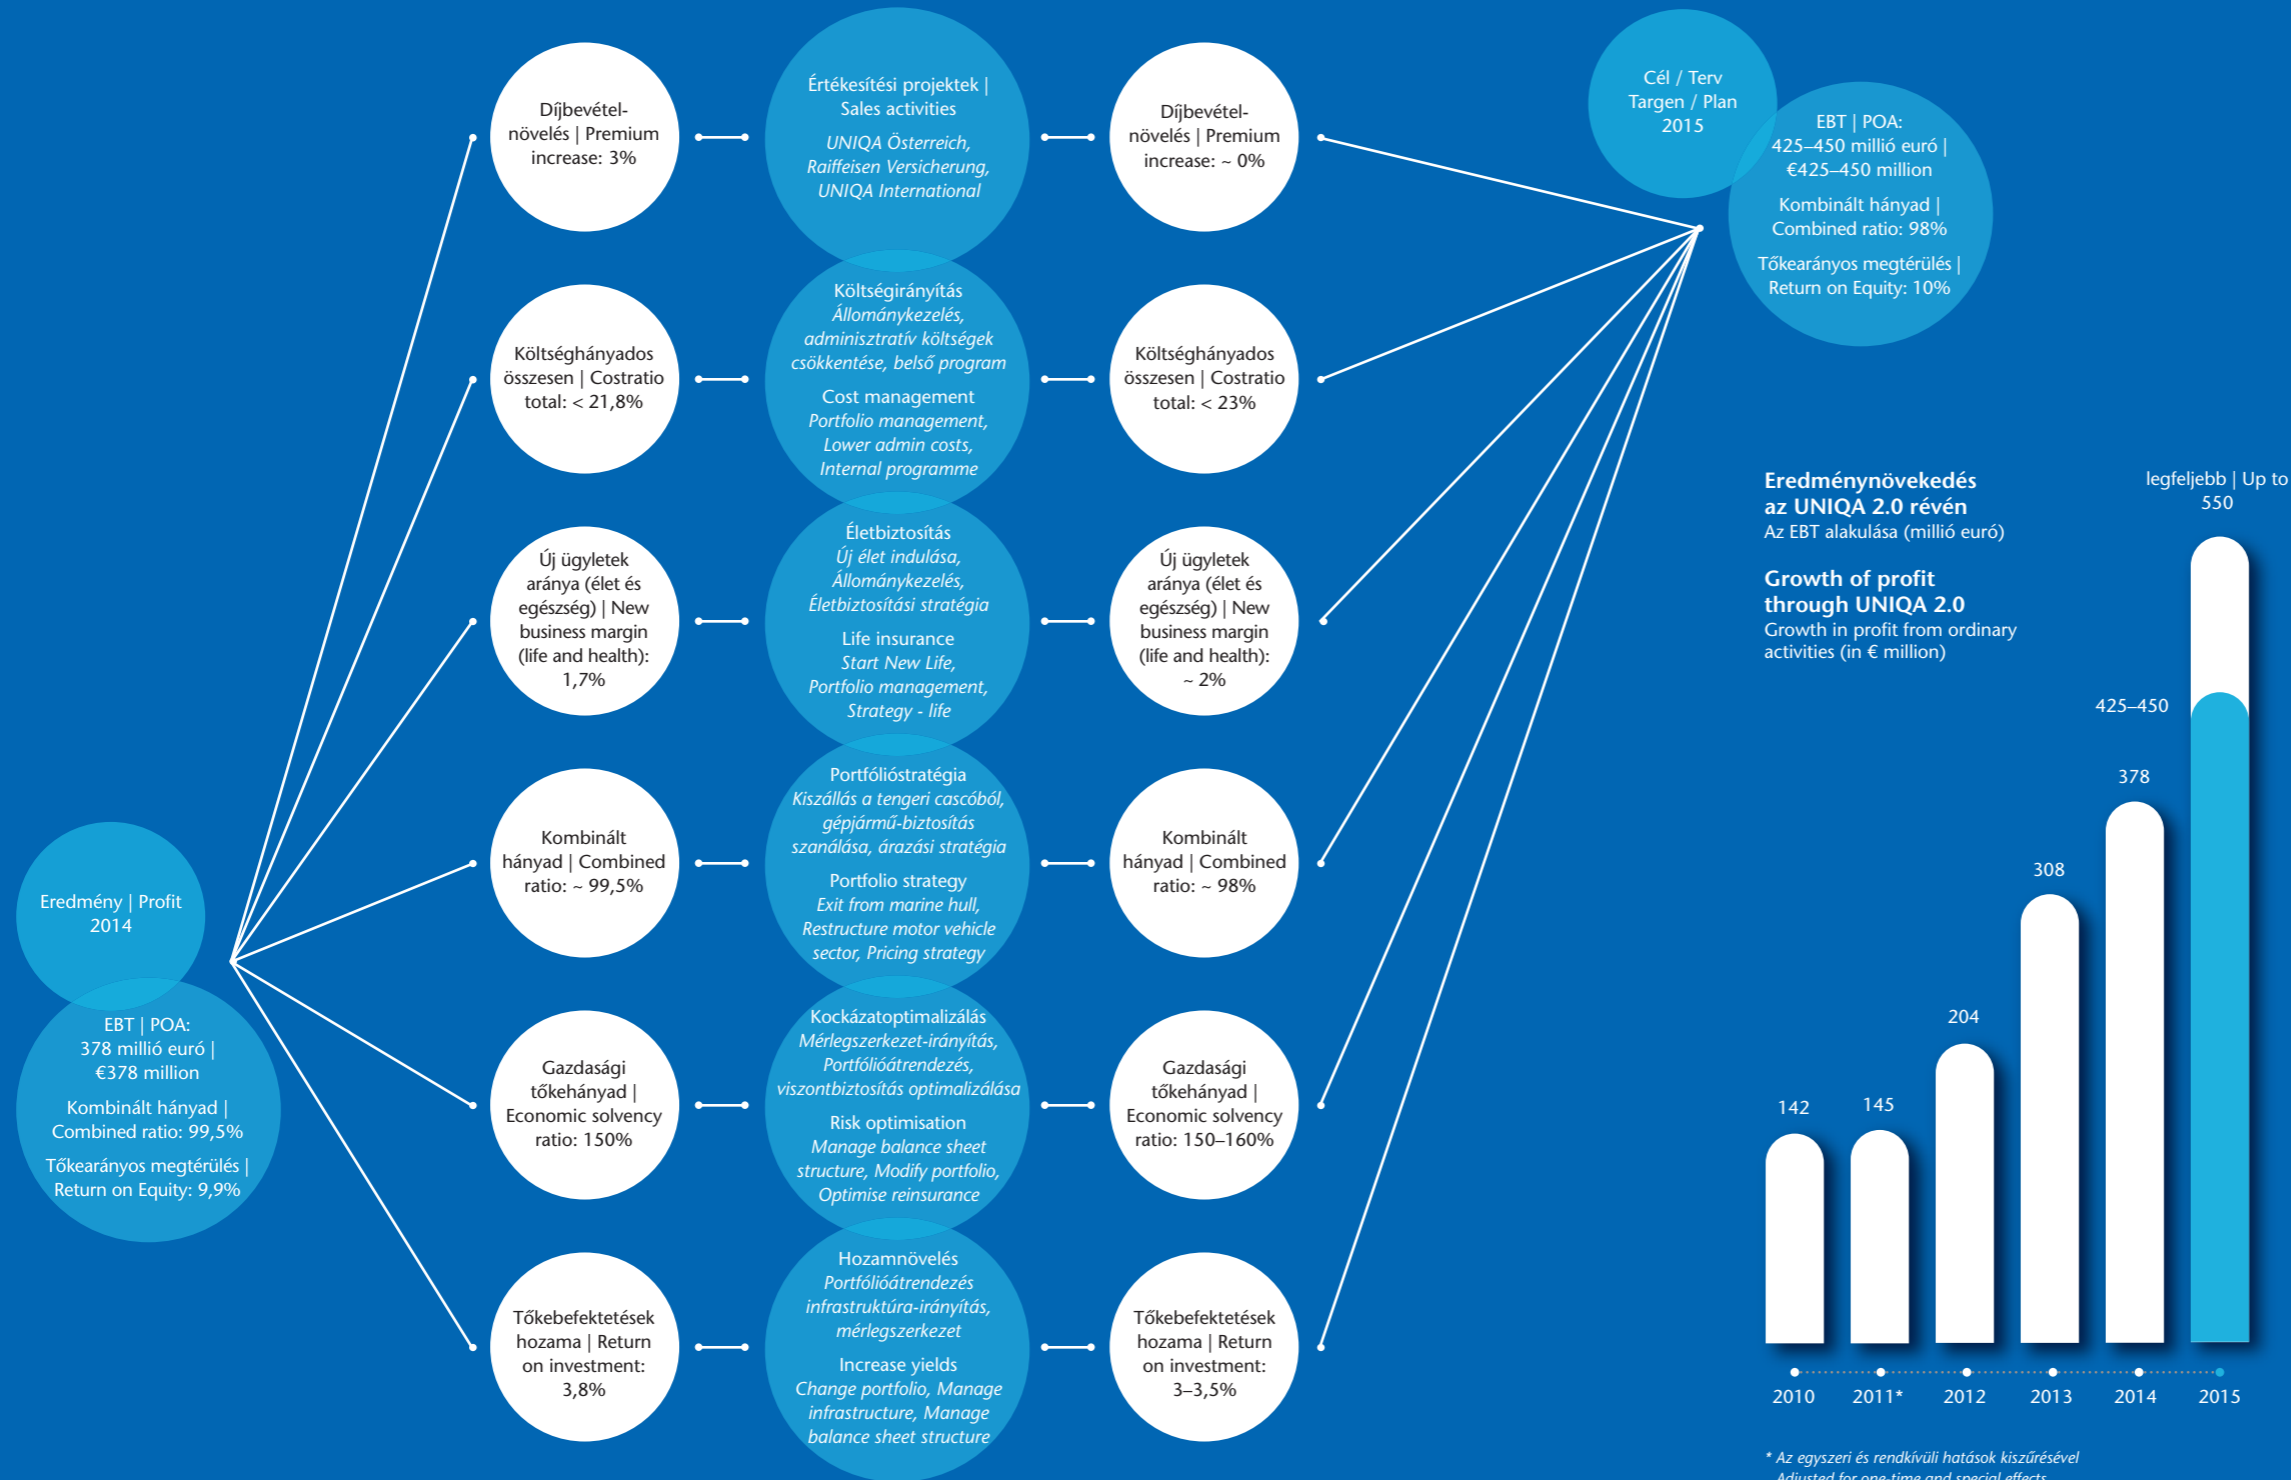 Eredmény | Profit
2014
EBT | POA:
378 millió euró |
€378 million
Kombinált hányad |
Combined ratio: 99,5%
Tőkearányos megtérülés |
Return on Equity: 9,9%
Díjbevétel-
növelés | Premium
increase: 3%
Értékesítési projektek |
Sales activities
UNIQA Österreich,
Raiffeisen Versicherung,
UNIQA International
Díjbevétel-
növelés | Premium
increase: ~ 0%
Költséghányados
összesen | Costratio
total: < 21,8%
Költségirányítás
Állománykezelés,
adminisztratív költségek
csökkentése, belső program
Cost management
Portfolio management,
Lower admin costs,
Internal programme
Költséghányados
összesen | Costratio
total: < 23%
Új ügyletek
aránya (élet és
egészség) | New
business margin
(life and health):
1,7%
Életbiztosítás
Új élet indulása,
Állománykezelés,
Életbiztosítási stratégia
Life insurance
Start New Life,
Portfolio management,
Strategy - life
Új ügyletek
aránya (élet és
egészség) | New
business margin
(life and health):
~ 2%
Kombinált
hányad | Combined
ratio: ~ 99,5%
Portfólióstratégia
Kiszállás a tengeri cascóból,
gépjármű-biztosítás
szanálása, árazási stratégia
Portfolio strategy
Exit from marine hull,
Restructure motor vehicle
sector, Pricing strategy
Kombinált
hányad | Combined
ratio: ~ 98%
Gazdasági
tőkehányad |
Economic solvency
ratio: 150%
Kockázatoptimalizálás
Mérlegszerkezet-irányítás,
Portfólióátrendezés,
viszontbiztosítás optimalizálása
Risk optimisation
Manage balance sheet
structure, Modify portfolio,
Optimise reinsurance
Gazdasági
tőkehányad |
Economic solvency
ratio: 150–160%
Tőkebefektetések
hozama | Return
on investment:
3,8%
Hozamnövelés
Portfólióátrendezés
infrastruktúra-irányítás,
mérlegszerkezet
Increase yields
Change portfolio, Manage
infrastructure, Manage
balance sheet structure
Tőkebefektetések
hozama | Return
on investment:
3–3,5%
Cél / Terv
Targen / Plan
2015
EBT | POA:
425–450 millió euró |
€425–450 million
Kombinált hányad |
Combined ratio: 98%
Tőkearányos megtérülés |
Return on Equity: 10%
Eredménynövekedés
az UNIQA 2.0 révén
Az EBT alakulása (millió euró)
Growth of profit
through UNIQA 2.0
Growth in profit from ordinary
activities (in € million)
legfeljebb | Up to
550
425–450
378
308
204
142
145
2010
2011*
2012
2013
2014
2015
* Az egyszeri és rendkívüli hatások kiszűrésével
Adjusted for one-time and special effects